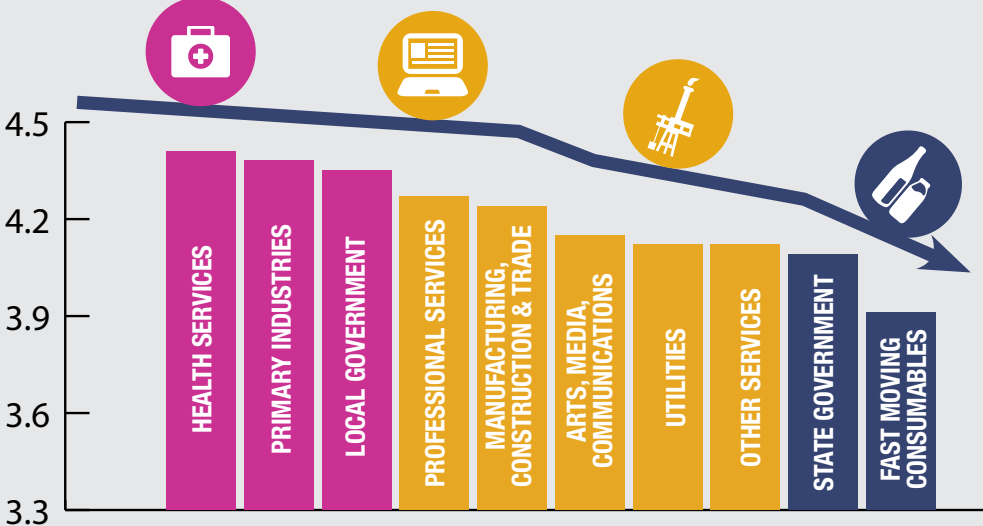 4.5
4.2
3.9
3.6
3.3
HEALTH SERVICES
PRIMARY INDUSTRIES
LOCAL GOVERNMENT
PROFESSIONAL SERVICES
MANUFACTURING,
CONSTRUCTION & TRADE
ARTS, MEDIA,
COMMUNICATIONS
UTILITIES
OTHER SERVICES
STATE GOVERNMENT
FAST MOVING
CONSUMABLES